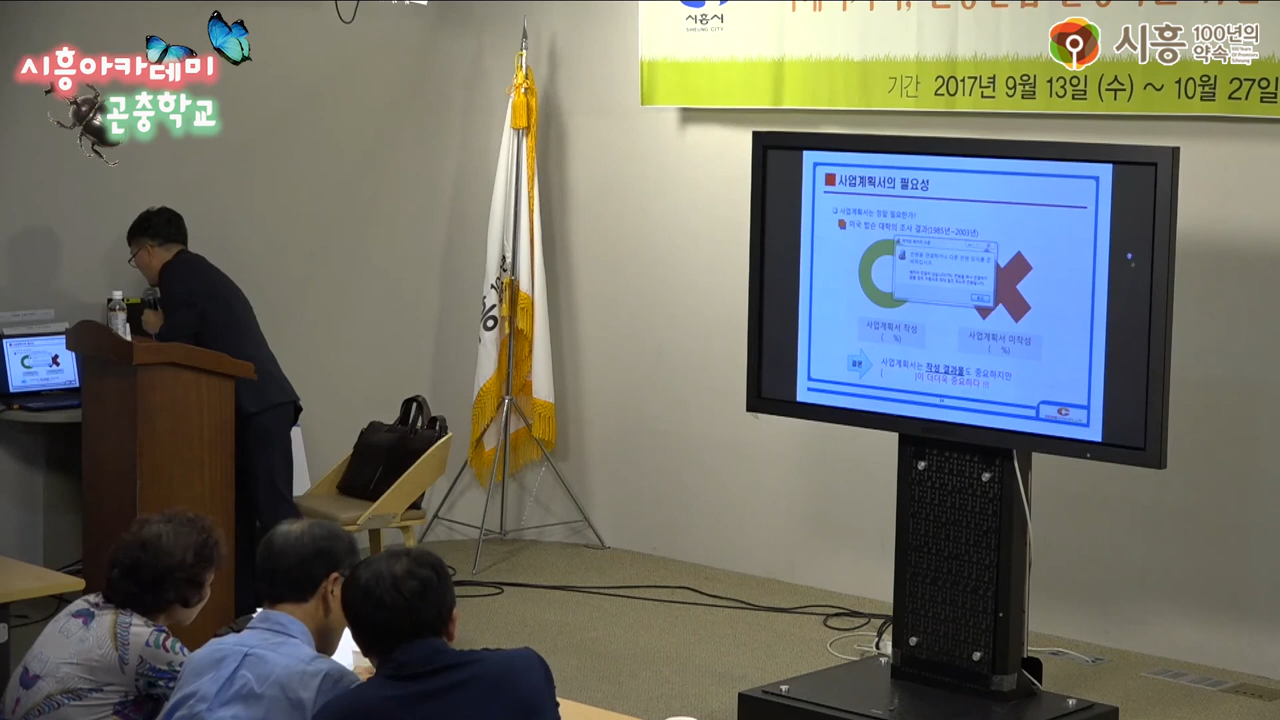 시흥아카데미
곤충학교
시흥시
SIHEUNG CITY
시흥 100년의
약속
기간 2017년 9월 13일 (수) ~ 10월 27일
사업계획서의 필요성
사업계획서는 정말 필요한가?
미국 밥슨 대학의 조사 결과(1985년~2003년)
사업계획서 작성
( %)
사업계획서 미작성
( %)
결론
사업계획서는 작성 결과물도 중요하지만
[ ]이 더더욱 중요하다 !!!